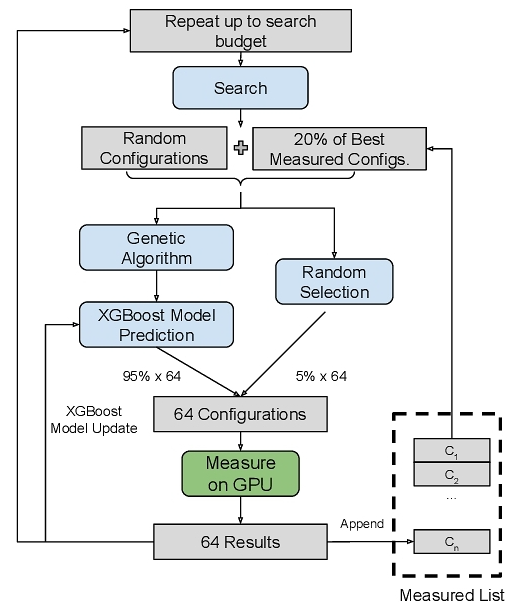 Repeat up to search
budget
Search
Random
Configurations
20% of Best
Measured Configs.
Genetic
Algorithm
Random
Selection
XGBoost Model
Prediction
95% x 64
5% x 64
XGBoost
Model Update
64 Configurations
Measure
on GPU
64 Results
Append
C1
C2
...
Cn
Measured List